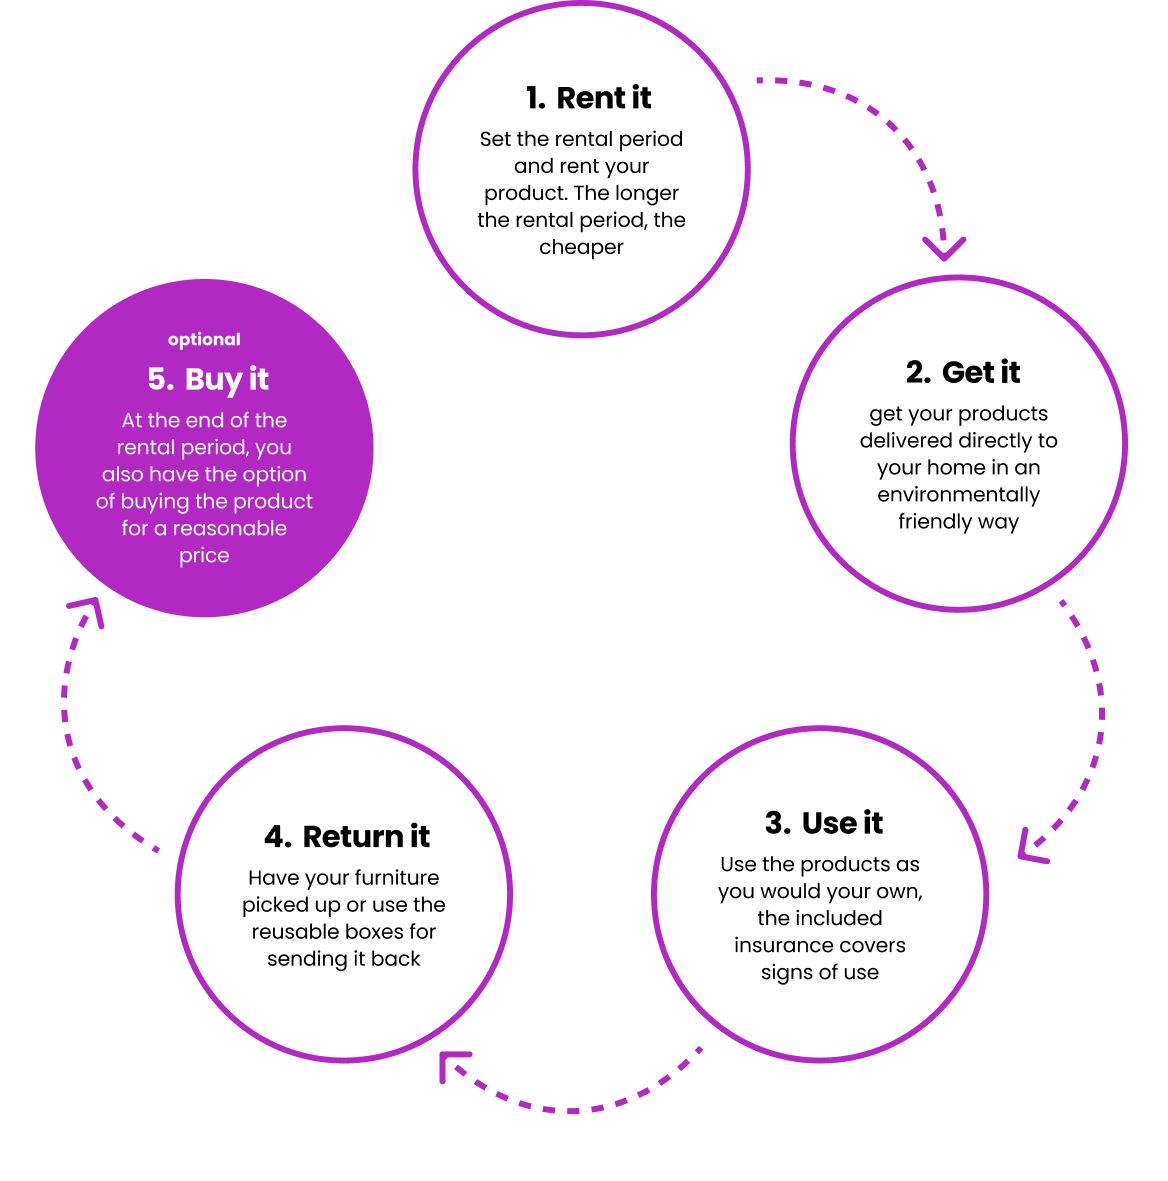 1. Rent it
Set the rental period
and rent your
product. The longer
the rental period, the
cheaper
2. Get it
get your products
delivered directly to
your home in an
environmentally
friendly way
3. Use it
Use the products as
you would your own,
the included
insurance covers
signs of use
4. Return it
Have your furniture
picked up or use the
reusable boxes for
sending it back
optional
5. Buy it
At the end of the
rental period, you
also have the option
of buying the product
for a reasonable
price